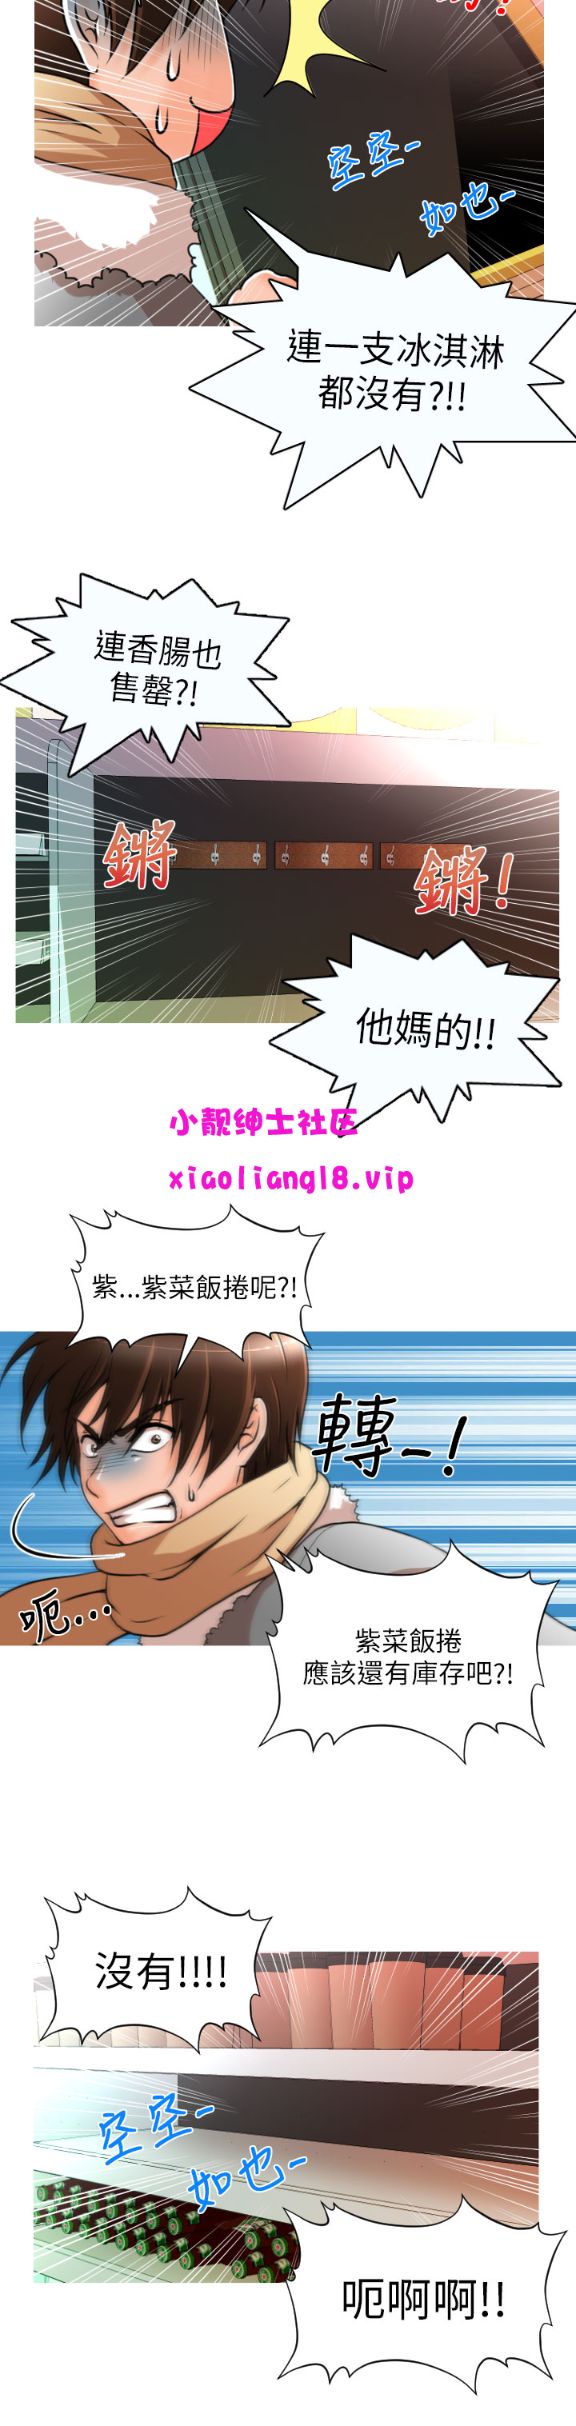 鏘!
空空~
如也~
連一支冰淇淋
都沒有?!!
連香腸也
售罄?!
鏘
鏘!
他媽的!!
小靓绅士社区
xiaoliang18.vip
紫...紫菜飯捲呢?!
轉~!
呃...
紫菜飯捲
應該還有庫存吧?!
沒有!!!!
空空~
如也~
呃啊啊!!